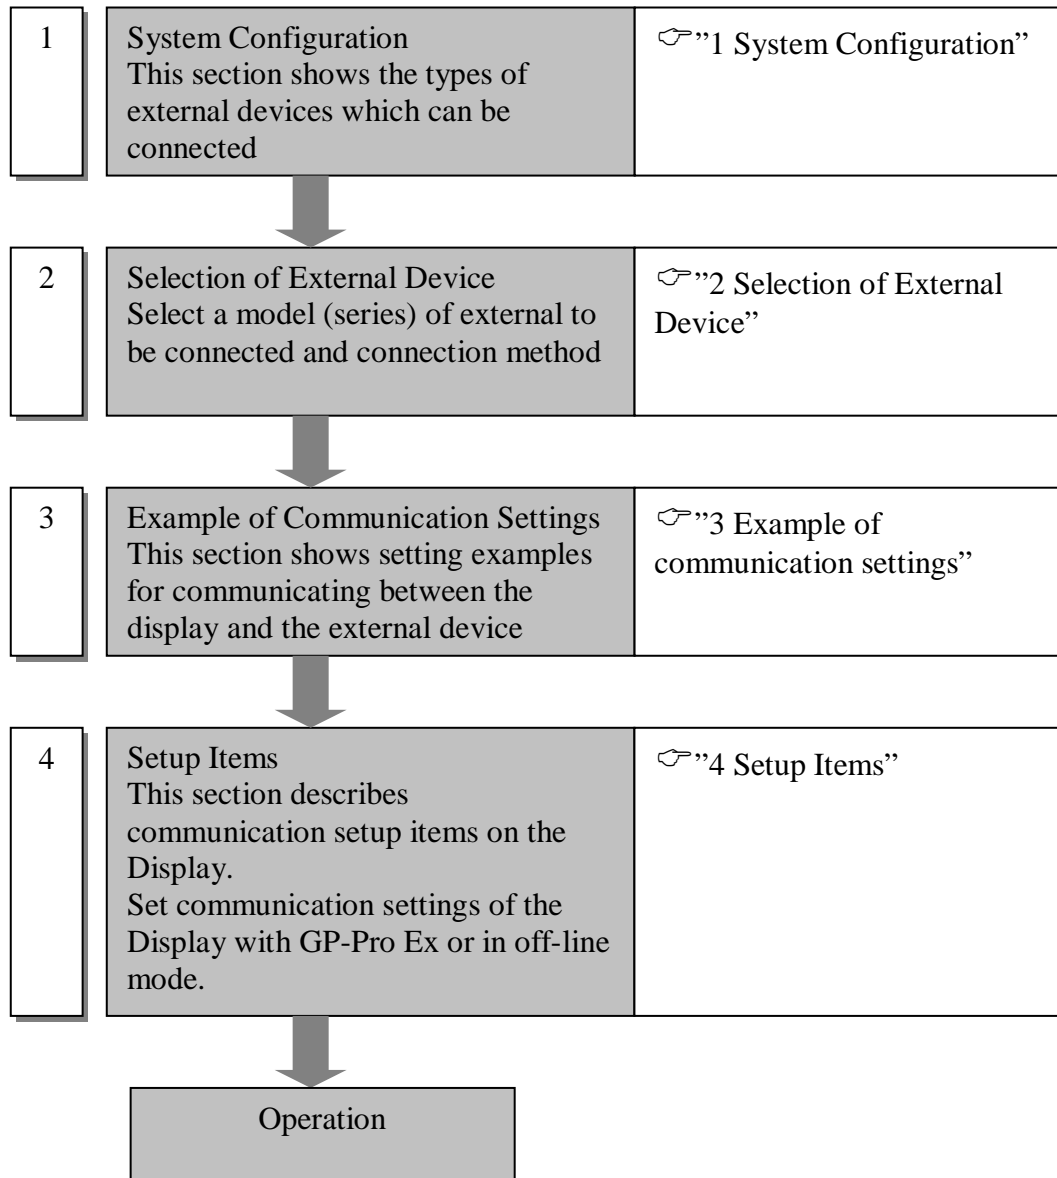 1
System Configuration
This section shows the types of
external devices which can be
connected
☞”1 System Configuration”
2
Selection of External Device
Select a model (series) of external to
be connected and connection method
☞”2 Selection of External
Device”
3
Example of Communication Settings
This section shows setting examples
for communicating between the
display and the external device
☞”3 Example of
communication settings”
4
Setup Items
This section describes
communication setup items on the
Display.
Set communication settings of the
Display with GP-Pro Ex or in off-line
mode.
☞”4 Setup Items”
Operation